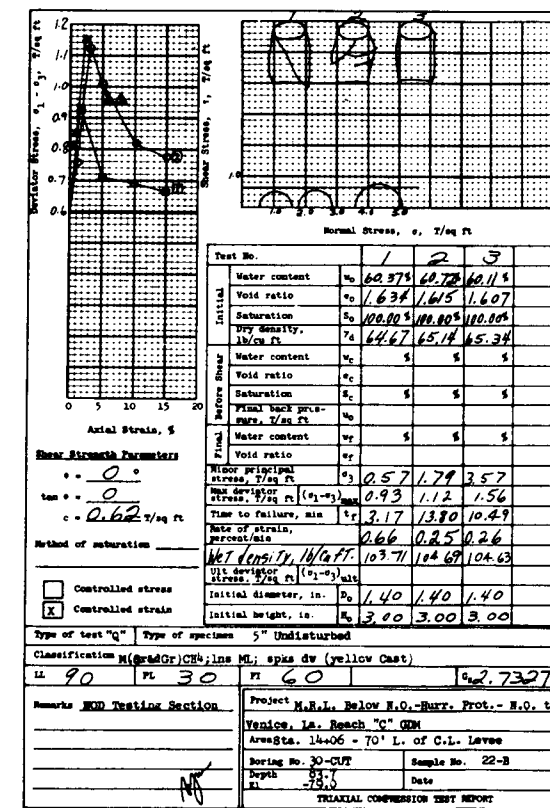 1 2 3
Deviator Stress, σ₁ - σ₃, T/sq ft
1.2
1.1
1.0
0.9
0.8
0.7
0.6
0 5 10 15 20
Axial Strain, %
Shear Stress, τ, T/sq ft
1.0
1.0 2.0 3.0 4.0 5.0
Normal Stress, σ, T/sq ft
Shear Strength Parameters
φ = 0 °
tan φ = 0
c = 0.62 T/sq ft
Method of saturation
Controlled stress
X Controlled strain
Test No. 1 2 3
Initial
Water content w₀ 60.37% 60.72% 60.11%
Void ratio e₀ 1.634 1.615 1.607
Saturation S₀ 100.00% 100.00% 100.00%
Dry density, lb/cu ft γd 64.67 65.14 65.34
Before Shear
Water content wc % % %
Void ratio ec
Saturation Sc % % %
Final back pressure, T/sq ft u₀
Final
Water content wf % % %
Void ratio ef
Minor principal stress, T/sq ft σ₃ 0.57 1.79 3.57
Max deviator stress, T/sq ft (σ₁-σ₃)max 0.93 1.12 1.56
Time to failure, min tf 3.17 13.80 10.49
Rate of strain, percent/min 0.66 0.25 0.26
Wet density, lb/cu ft. 103.71 104.69 104.63
Ult deviator stress, T/sq ft (σ₁-σ₃)ult
Initial diameter, in. D₀ 1.40 1.40 1.40
Initial height, in. H₀ 3.00 3.00 3.00
Type of test "Q" Type of specimen 5" Undisturbed
Classification M(&radGr)CH4;lns ML; spks dw (yellow Cast)
LL 90 PL 30 PI 60 Gs 2.7327
Remarks NOD Testing Section
Project M.R.L. Below N.O.-Hurr. Prot.- N.O. t
Venice, La. Reach "C" GDM
Area Sta. 14+06 - 70' L. of C.L. Levee
Boring No. 30-CUT Sample No. 22-B
Depth 83.7
El -79.0 Date
TRIAXIAL COMPRESSION TEST REPORT